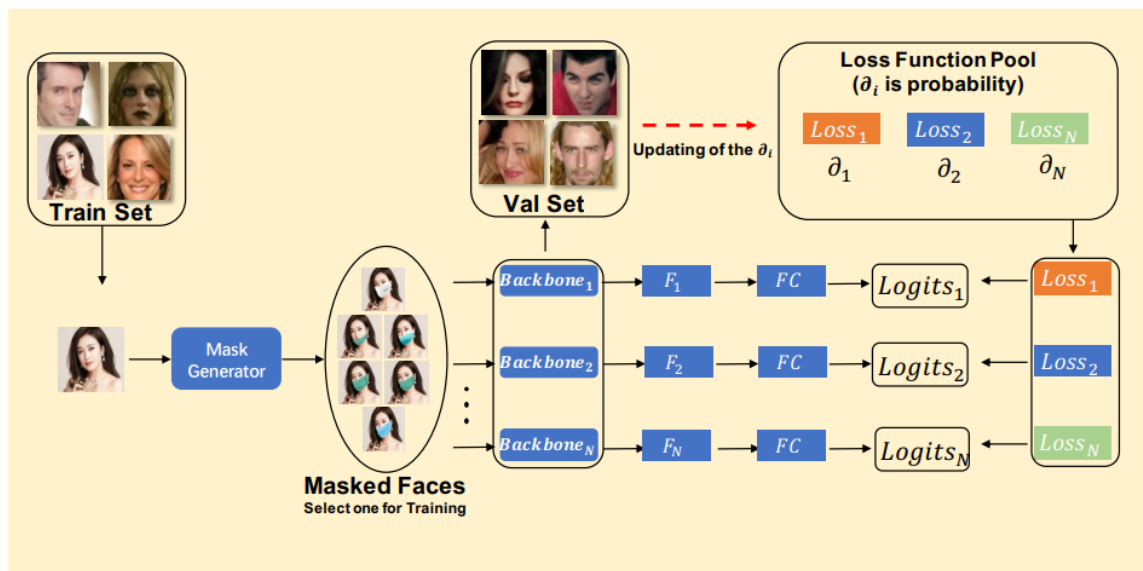 Train Set
Val Set
Updating of the ∂i
Loss Function Pool
(∂i is probability)
Loss1
Loss2
LossN
∂1
∂2
∂N
Mask
Generator
Masked Faces
Select one for Training
Backbone1
F1
FC
Logits1
Loss1
Backbone2
F2
FC
Logits2
Loss2
BackboneN
FN
FC
LogitsN
LossN